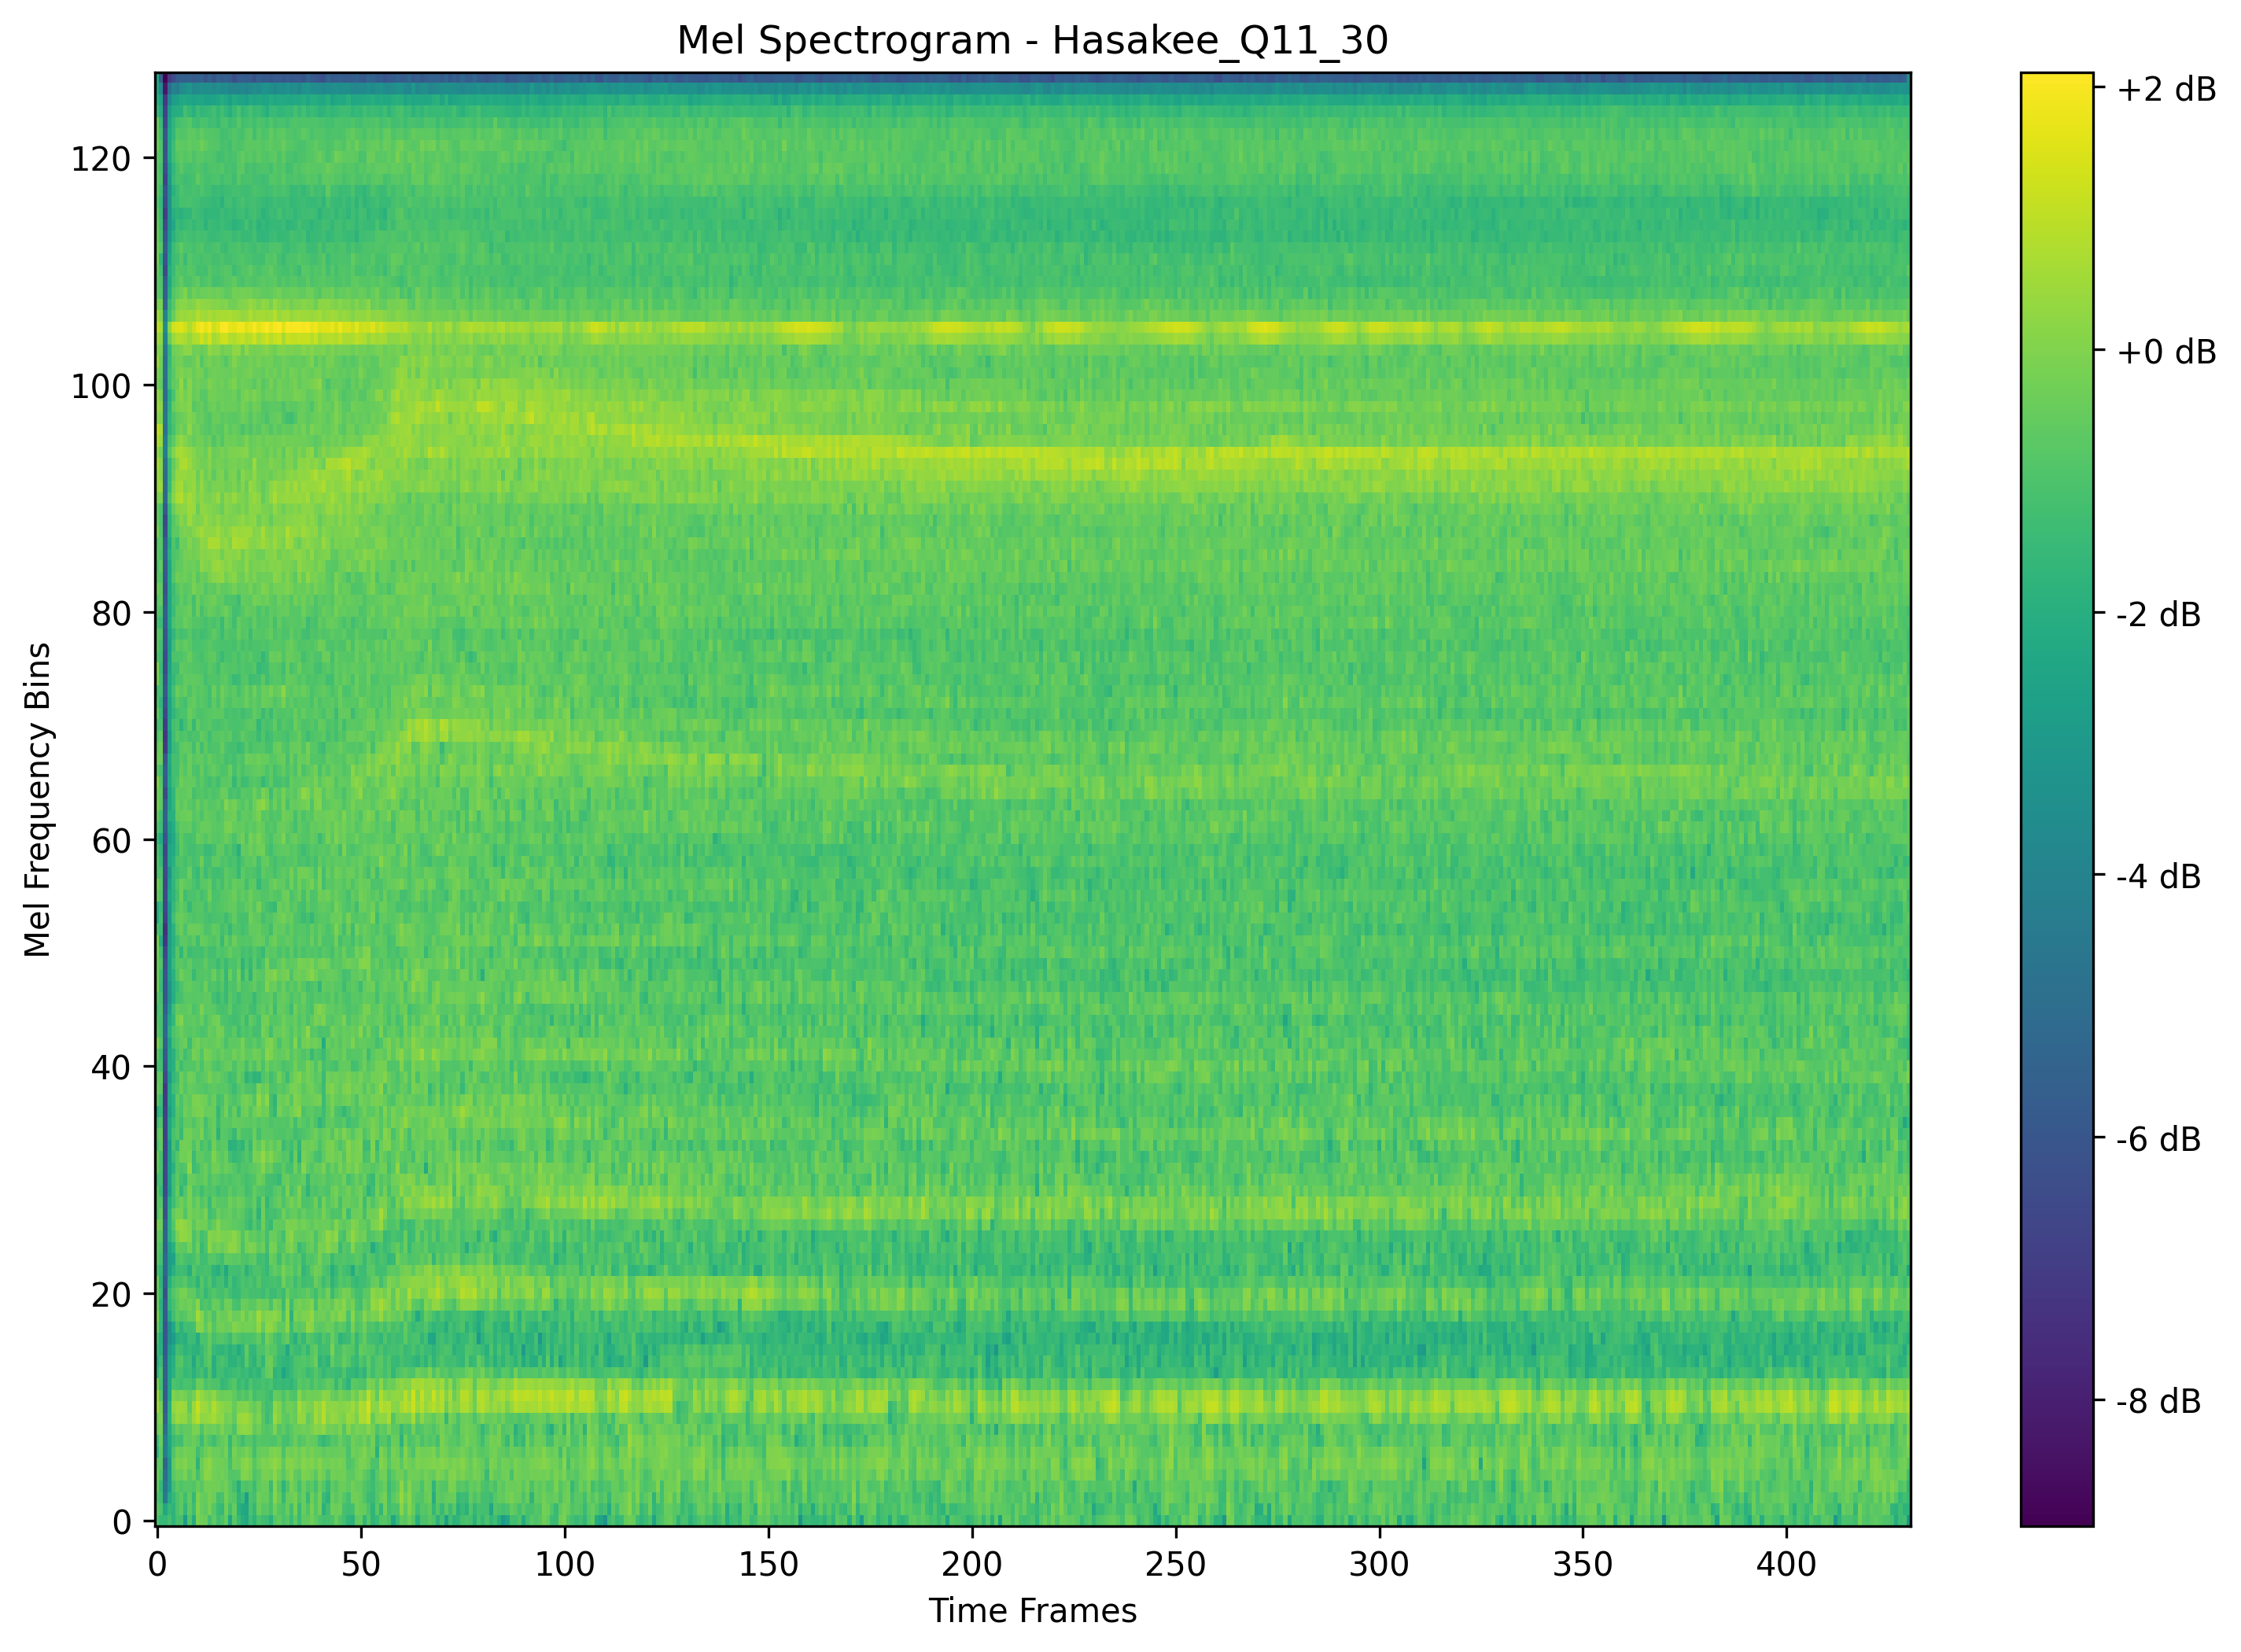 Mel Spectrogram - Hasakee_Q11_30
Mel Frequency Bins
120
100
80
60
40
20
0
0 50 100 150 200 250 300 350 400
Time Frames
+2 dB
+0 dB
-2 dB
-4 dB
-6 dB
-8 dB